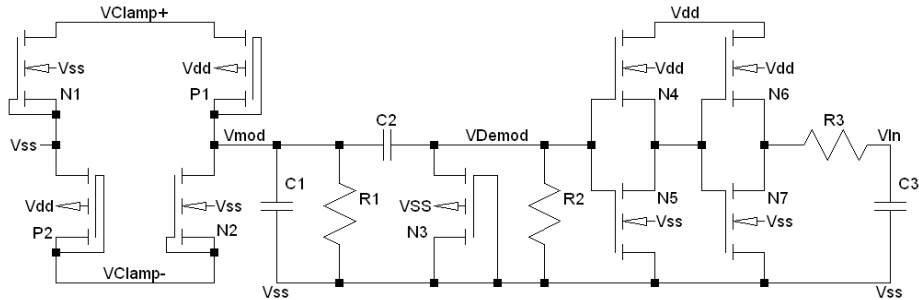 VClamp+
Vdd
Vss
Vdd
Vdd
Vdd
N1
P1
N4
N6
C2
R3
Vss
Vmod
VDemod
VIn
C1
R1
R2
N5
N7
C3
Vdd
Vss
VSS
Vss
Vss
P2
N2
N3
VClamp-
Vss
Vss